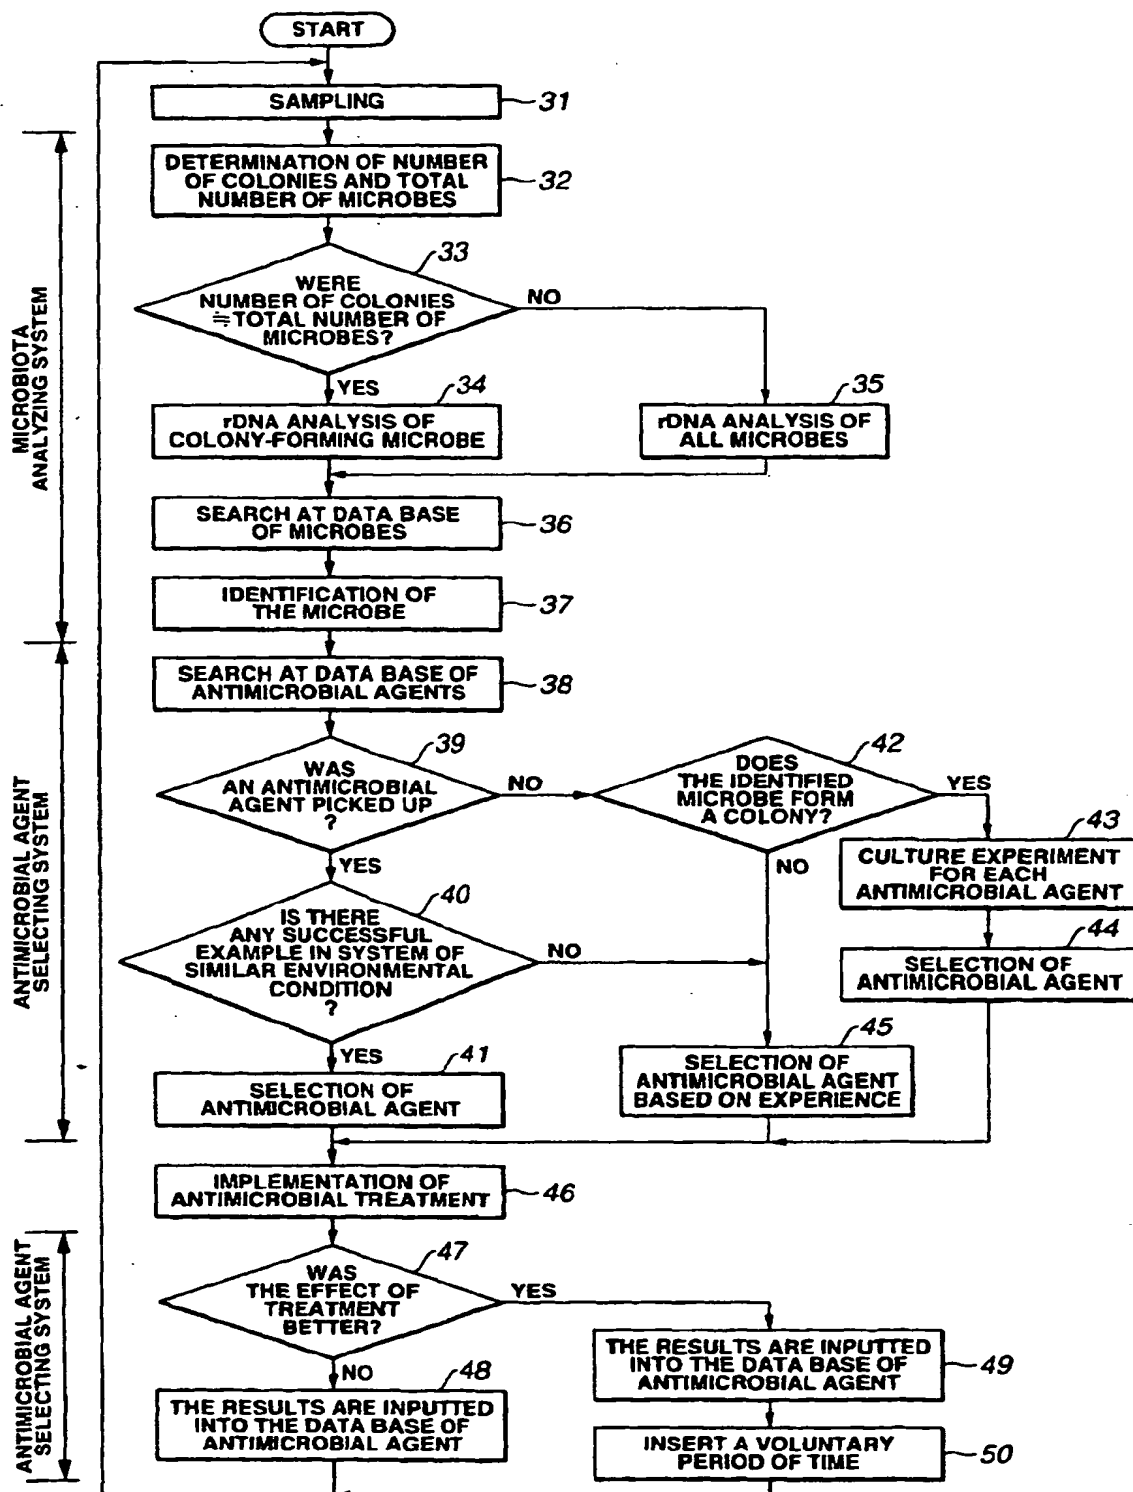 START
SAMPLING
31
DETERMINATION OF NUMBER
OF COLONIES AND TOTAL
NUMBER OF MICROBES
32
33
WERE
NUMBER OF COLONIES
≒TOTAL NUMBER OF
MICROBES?
NO
YES
34
rDNA ANALYSIS OF
COLONY-FORMING MICROBE
35
rDNA ANALYSIS OF
ALL MICROBES
SEARCH AT DATA BASE
OF MICROBES
36
IDENTIFICATION OF
THE MICROBE
37
MICROBIOTA
ANALYZING SYSTEM
SEARCH AT DATA BASE OF
ANTIMICROBIAL AGENTS
38
39
WAS
AN ANTIMICROBIAL
AGENT PICKED UP
?
NO
YES
42
DOES
THE IDENTIFIED
MICROBE FORM
A COLONY?
YES
NO
43
CULTURE EXPERIMENT
FOR EACH
ANTIMICROBIAL AGENT
44
SELECTION OF
ANTIMICROBIAL AGENT
40
IS THERE
ANY SUCCESSFUL
EXAMPLE IN SYSTEM OF
SIMILAR ENVIRONMENTAL
CONDITION
?
NO
YES
41
SELECTION OF
ANTIMICROBIAL AGENT
45
SELECTION OF
ANTIMICROBIAL AGENT
BASED ON EXPERIENCE
ANTIMICROBIAL AGENT
SELECTING SYSTEM
IMPLEMENTATION OF
ANTIMICROBIAL TREATMENT
46
47
WAS
THE EFFECT OF
TREATMENT
BETTER?
YES
NO
48
THE RESULTS ARE INPUTTED
INTO THE DATA BASE OF
ANTIMICROBIAL AGENT
THE RESULTS ARE INPUTTED
INTO THE DATA BASE OF
ANTIMICROBIAL AGENT
49
INSERT A VOLUNTARY
PERIOD OF TIME
50
ANTIMICROBIAL AGENT
SELECTING SYSTEM